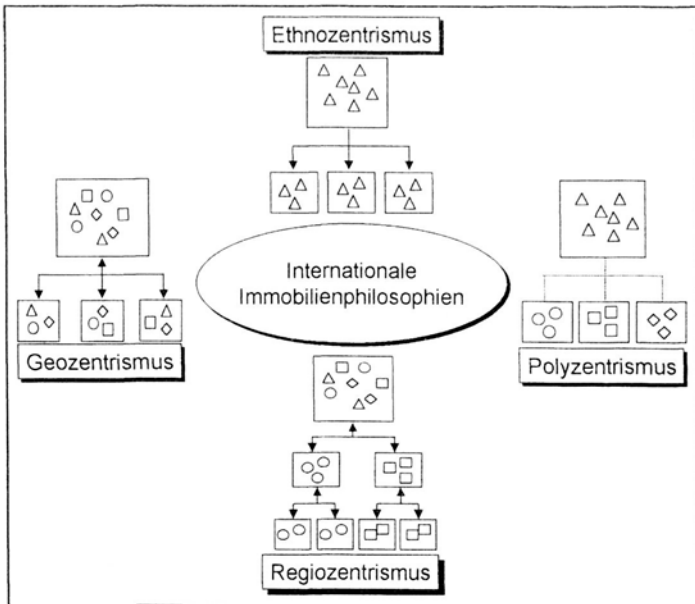 Ethnozentrismus
Internationale
Immobilienphilosophien
Geozentrismus
Polyzentrismus
Regiozentrismus